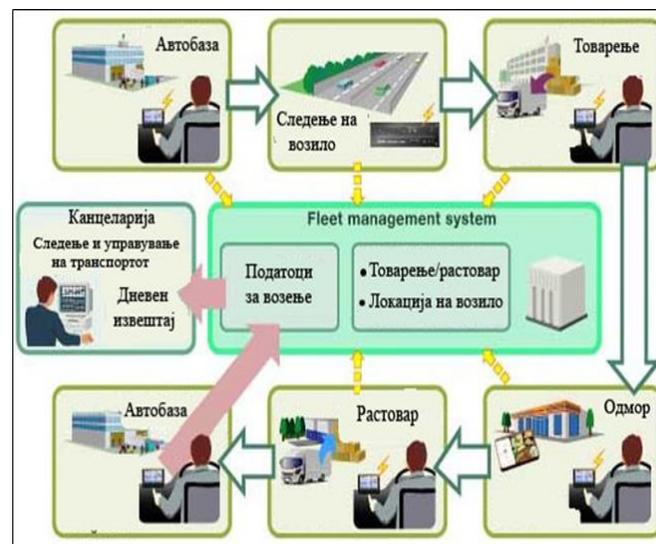 Автобаза
Следење на
возило
Товарење
Канцеларија
Следење и управување
на транспортот
Дневен
извештај
Fleet management system
Податоци
за возење
• Товарење/растовар
• Локација на возило
Автобаза
Растовар
Одмор